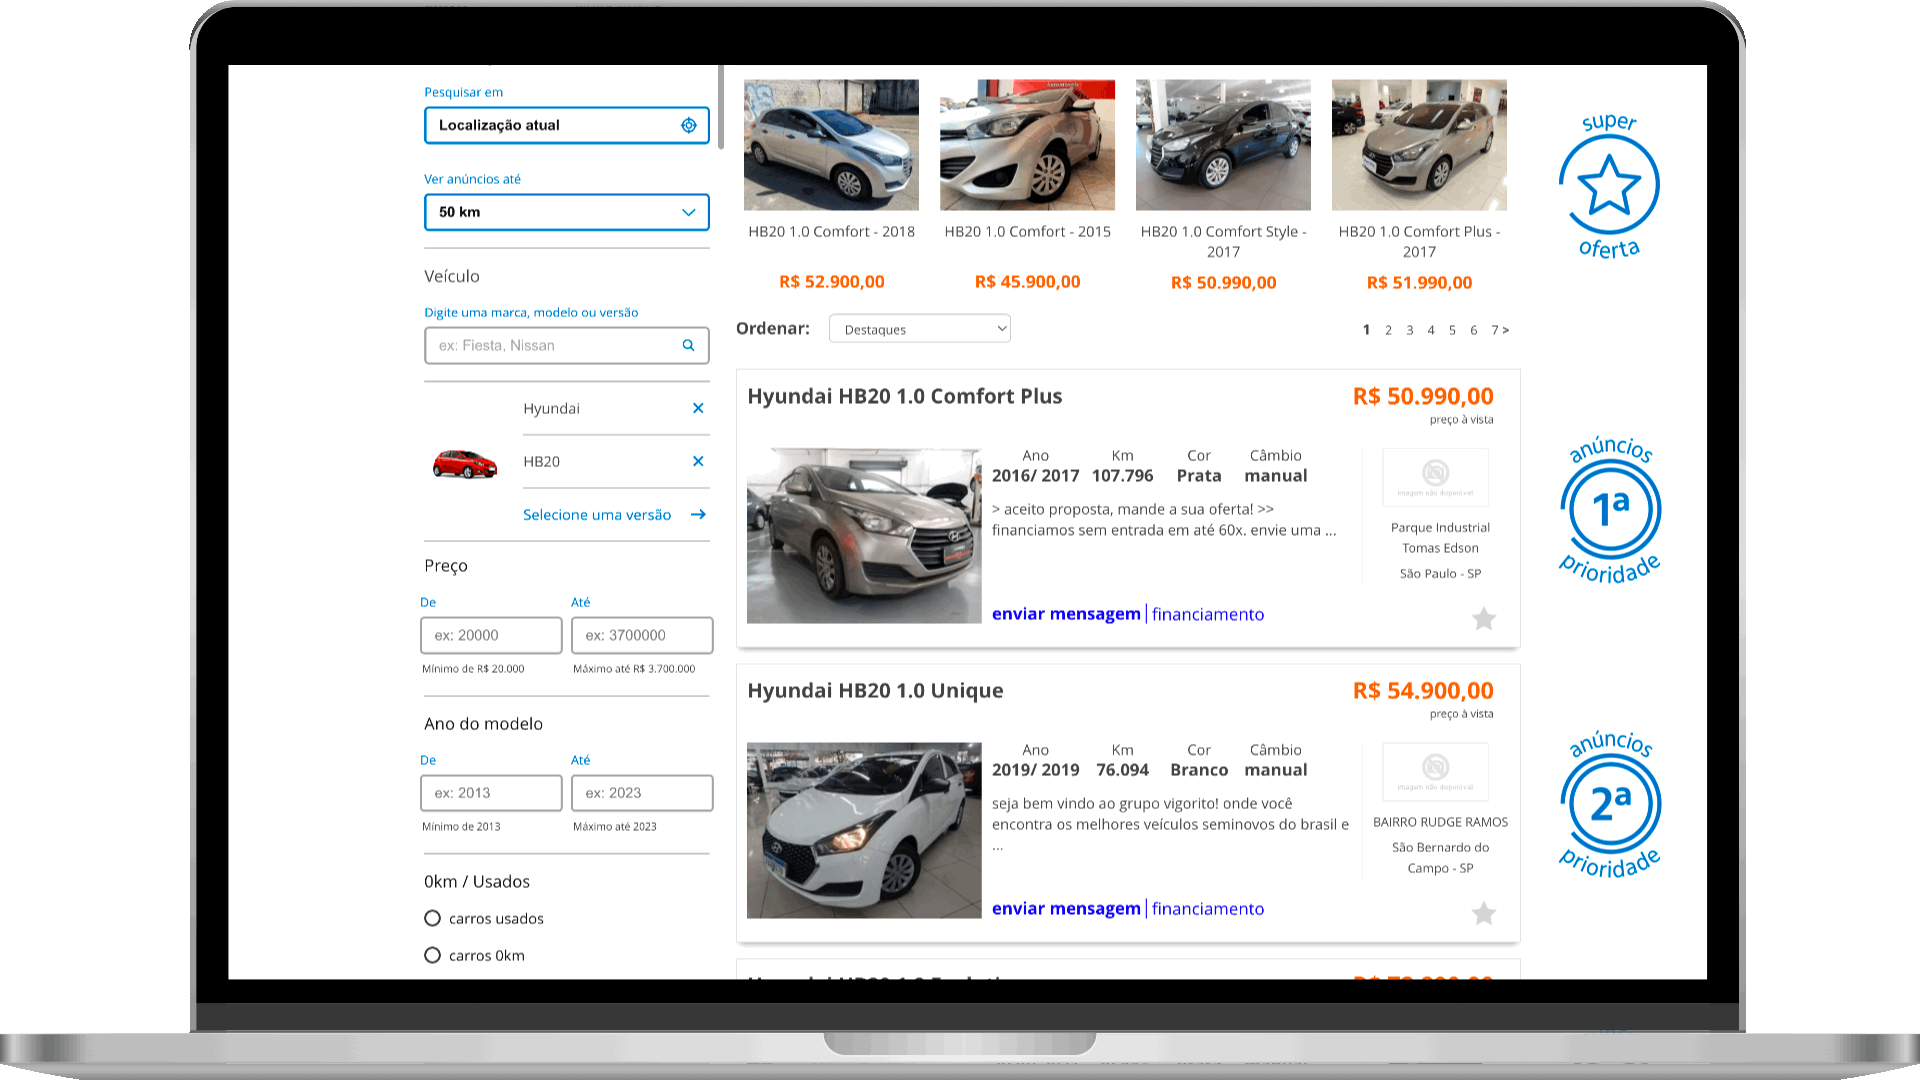 Pesquisar em
Localização atual
Ver anúncios até
50 km
Veículo
Digite uma marca, modelo ou versão
ex: Fiesta, Nissan
Hyundai
HB20
Selecione uma versão
Preço
De
Até
ex: 20000
ex: 3700000
Mínimo de R$ 20.000
Máximo até R$ 3.700.000
Ano do modelo
De
Até
ex: 2013
ex: 2023
Mínimo de 2013
Máximo até 2023
0km / Usados
carros usados
carros 0km
HB20 1.0 Comfort - 2018
R$ 52.900,00
HB20 1.0 Comfort - 2015
R$ 45.900,00
HB20 1.0 Comfort Style -
2017
R$ 50.990,00
HB20 1.0 Comfort Plus -
2017
R$ 51.990,00
super
oferta
Ordenar:
Destaques
1 2 3 4 5 6 7 >
Hyundai HB20 1.0 Comfort Plus
R$ 50.990,00
preço à vista
Ano Km Cor Câmbio
2016/ 2017 107.796 Prata manual
> aceito proposta, mande a sua oferta! >>
financiamos sem entrada em até 60x. envie uma ...
enviar mensagem financiamento
imagem não disponível
Parque Industrial
Tomas Edson
São Paulo - SP
anúncios
1ª
prioridade
Hyundai HB20 1.0 Unique
R$ 54.900,00
preço à vista
Ano Km Cor Câmbio
2019/ 2019 76.094 Branco manual
seja bem vindo ao grupo vigorito! onde você
encontra os melhores veículos seminovos do brasil e
...
enviar mensagem financiamento
imagem não disponível
BAIRRO RUDGE RAMOS
São Bernardo do
Campo - SP
anúncios
2ª
prioridade